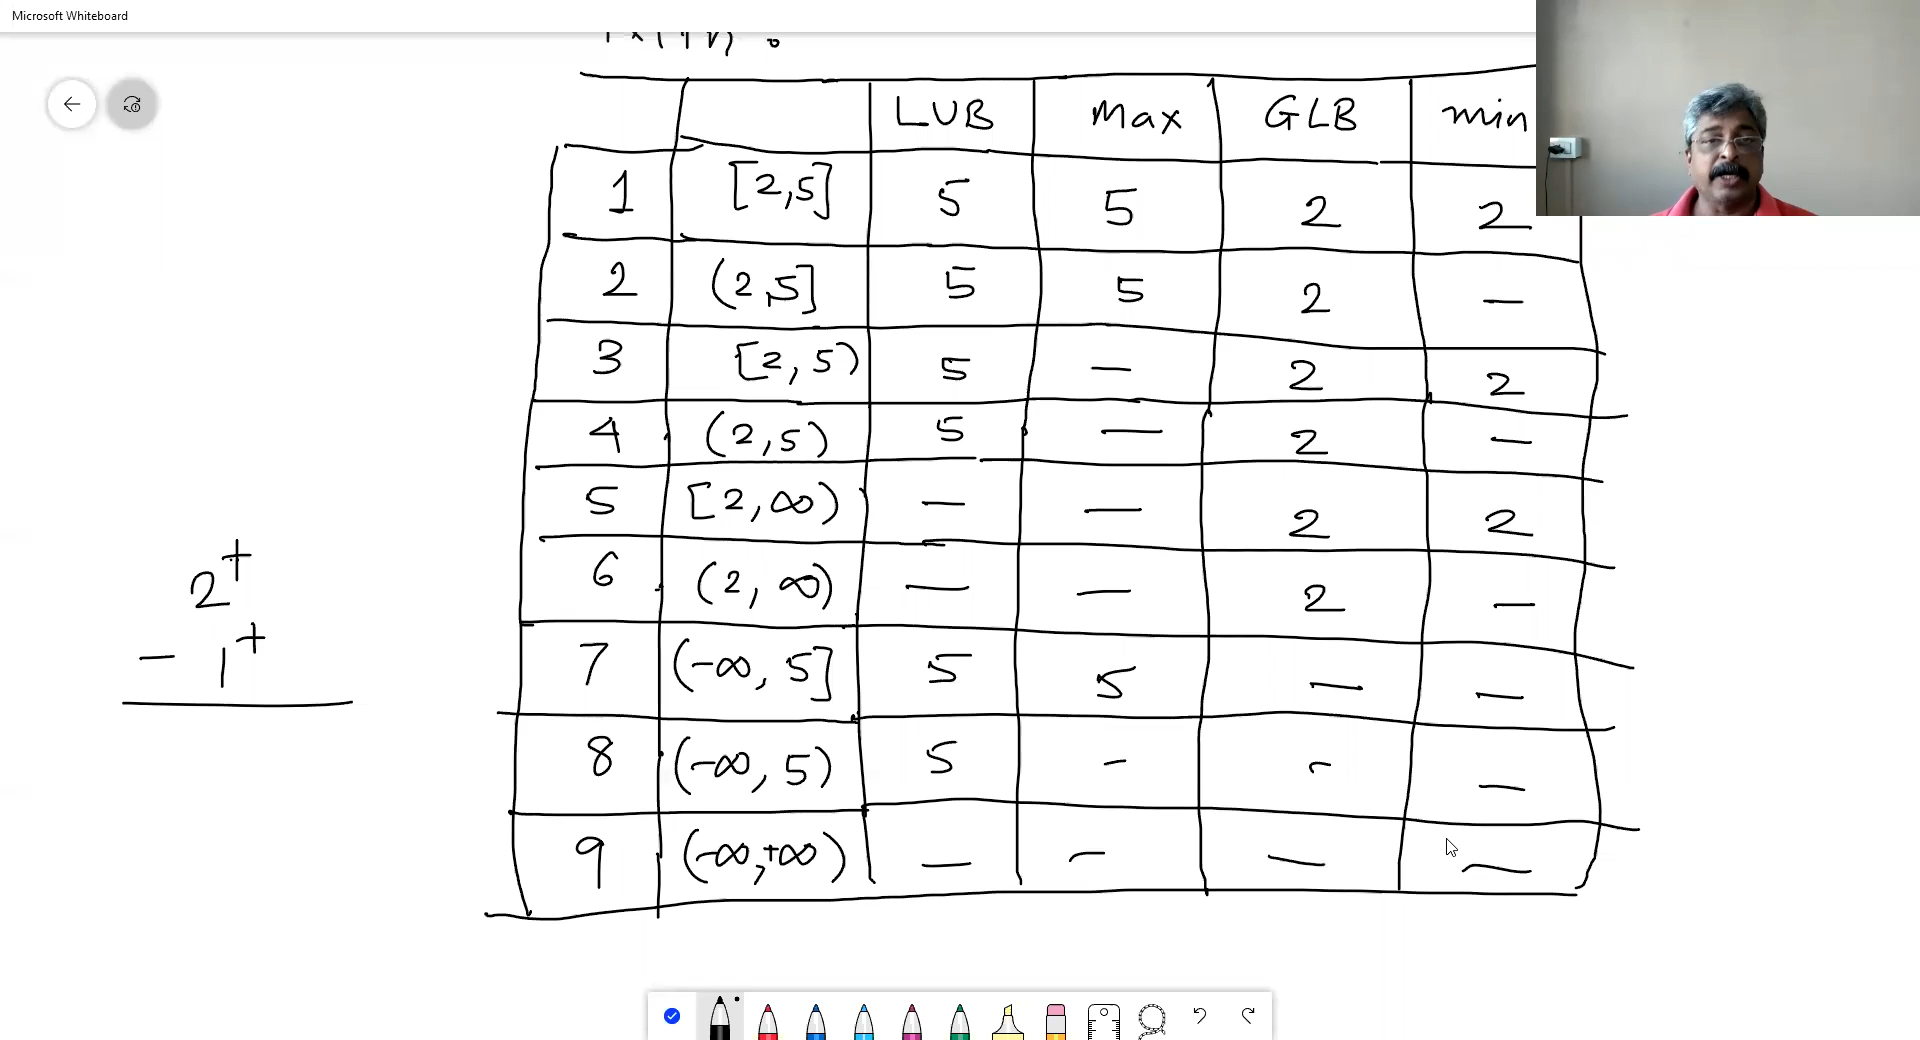 Microsoft Whiteboard
LUB Max GLB min
1 [2,5] 5 5 2 2
2 (2,5] 5 5 2 —
3 [2,5) 5 — 2 2
4 (2,5) 5 — 2 —
5 [2,∞) — — 2 2
6 (2,∞) — — 2 —
7 (-∞,5] 5 5 — —
8 (-∞,5) 5 - - —
9 (-∞,+∞) — - — —
2⁺
- 1⁺